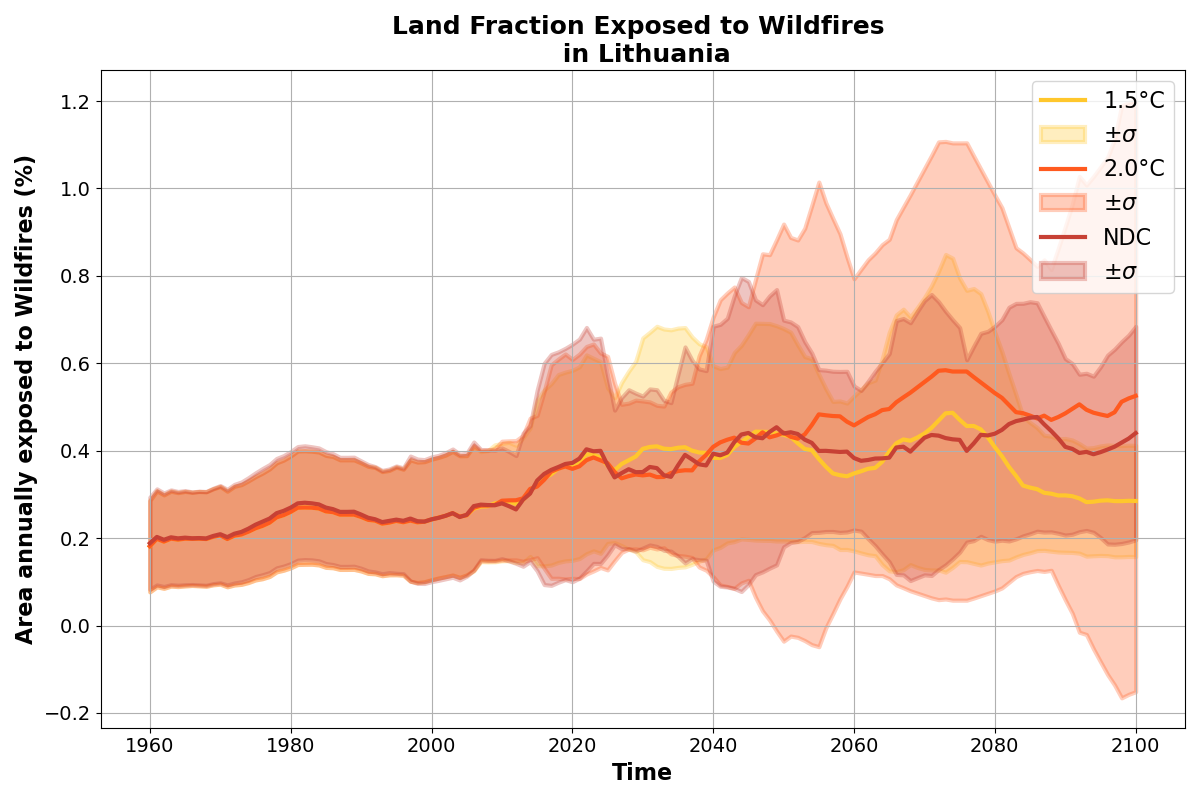 Land Fraction Exposed to Wildfires
in Lithuania
Area annually exposed to Wildfires (%)
1.2
1.0
0.8
0.6
0.4
0.2
0.0
−0.2
1.5°C
±σ
2.0°C
±σ
NDC
±σ
1960
1980
2000
2020
2040
2060
2080
2100
Time